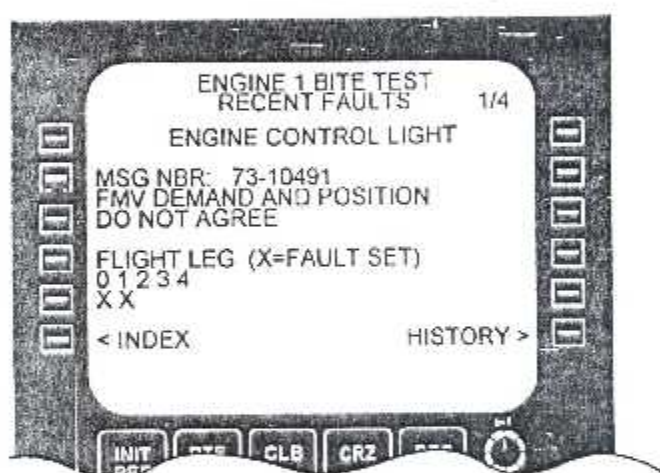 ENGINE 1 BITE TEST
RECENT FAULTS 1/4
ENGINE CONTROL LIGHT
MSG NBR: 73-10491
FMV DEMAND AND POSITION
DO NOT AGREE
FLIGHT LEG (X=FAULT SET)
0 1 2 3 4
X X
< INDEX HISTORY >
INIT CLB CRZ